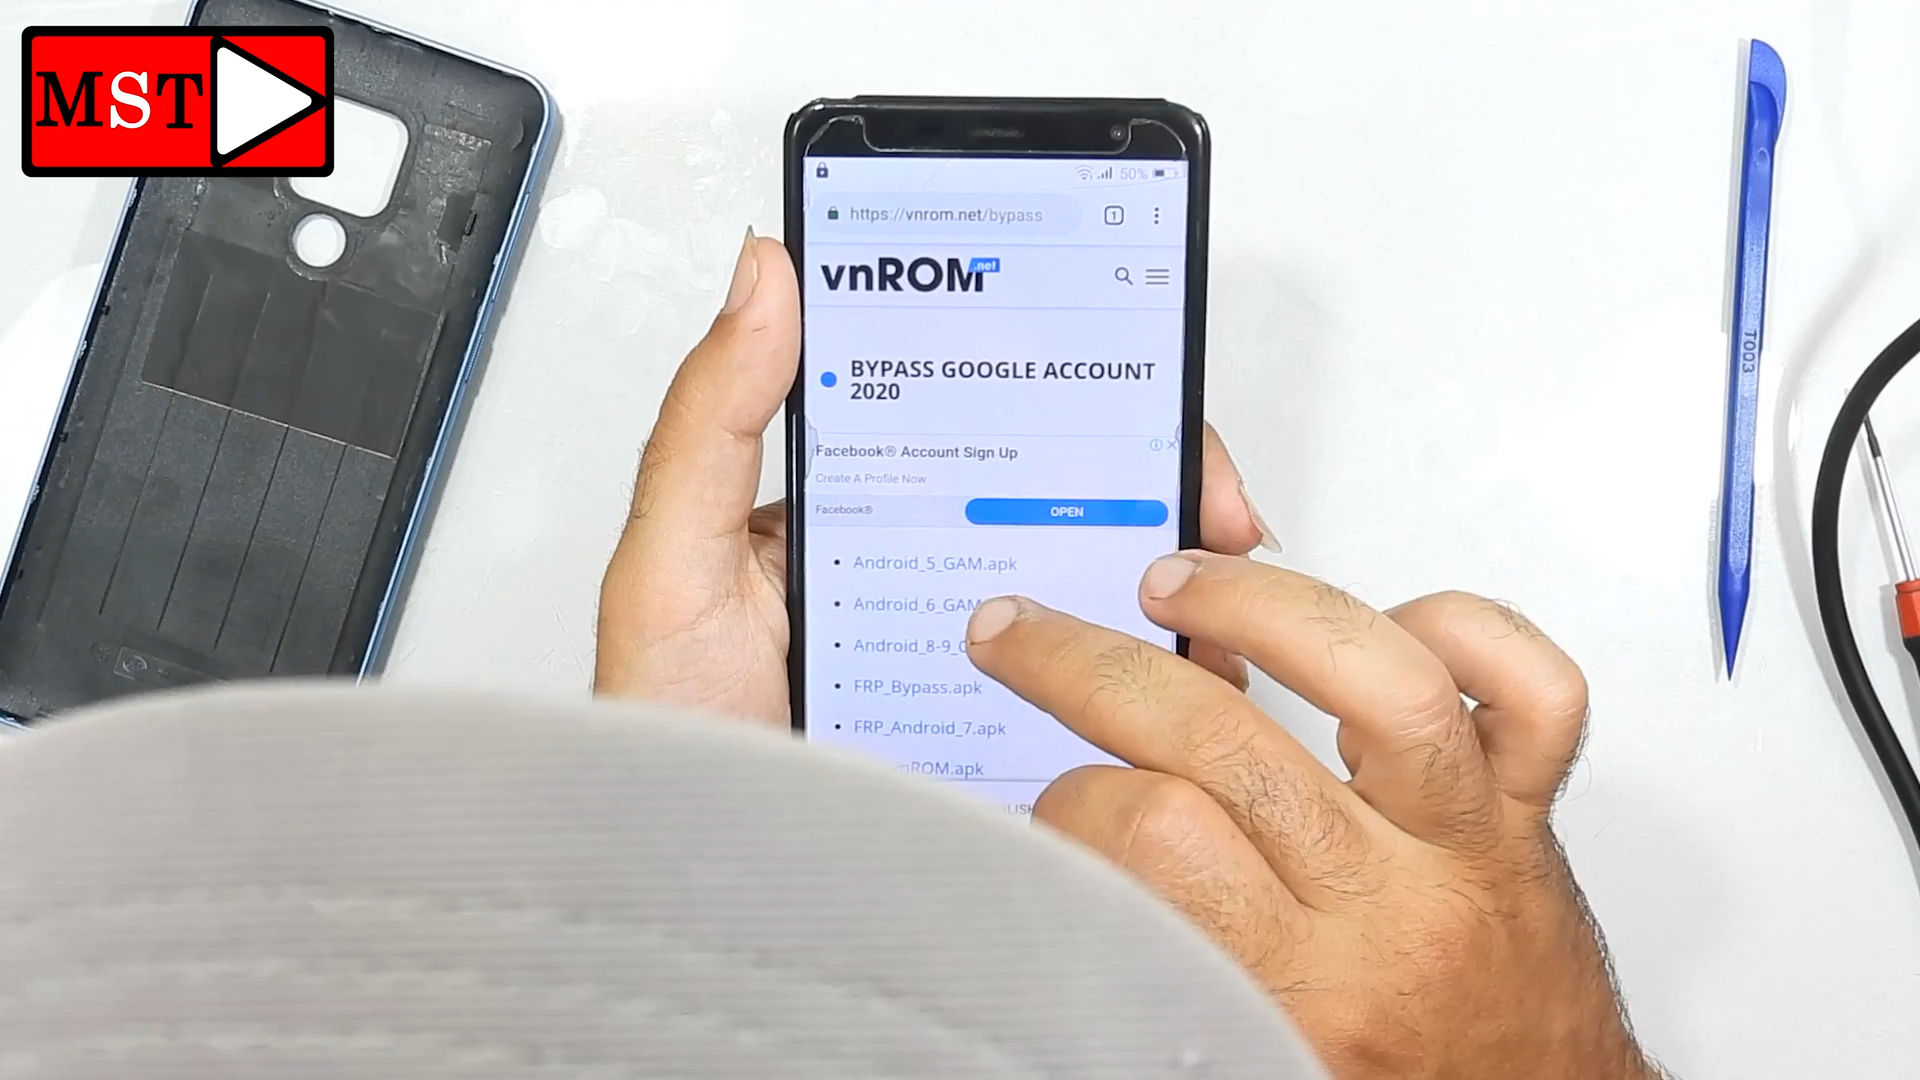 MST
50%
https://vnrom.net/bypass
1
vnROM.net
BYPASS GOOGLE ACCOUNT
2020
Facebook® Account Sign Up
Create A Profile Now
Facebook®
OPEN
Android_5_GAM.apk
Android_6_GAM
Android_8-9_
FRP_Bypass.apk
FRP_Android_7.apk
nROM.apk
T003